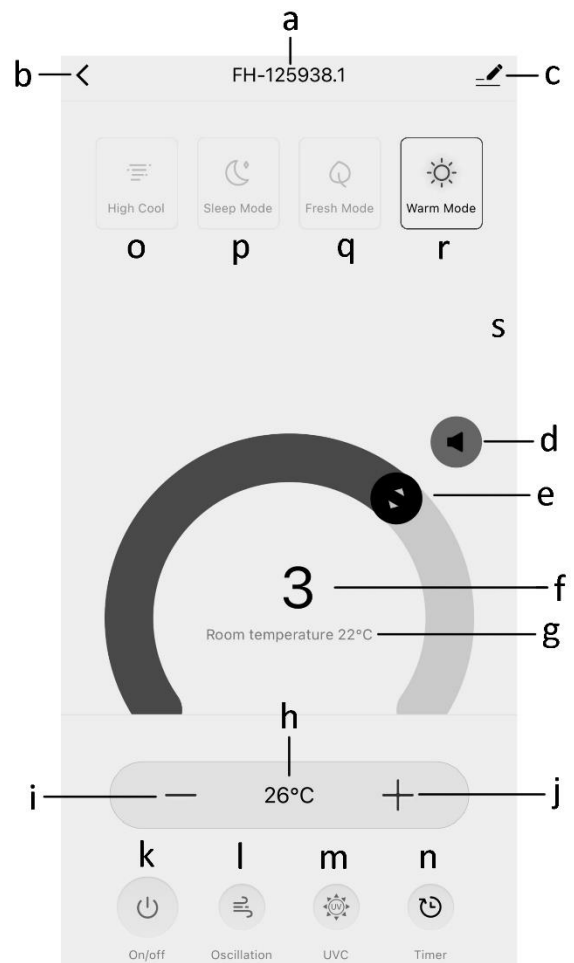 a
b FH-125938.1 c
High Cool Sleep Mode Fresh Mode Warm Mode
o p q r
s
d
e
3 f
Room temperature 22°C g
h
i 26°C j
k l m n
UV
On/off Oscillation UVC Timer